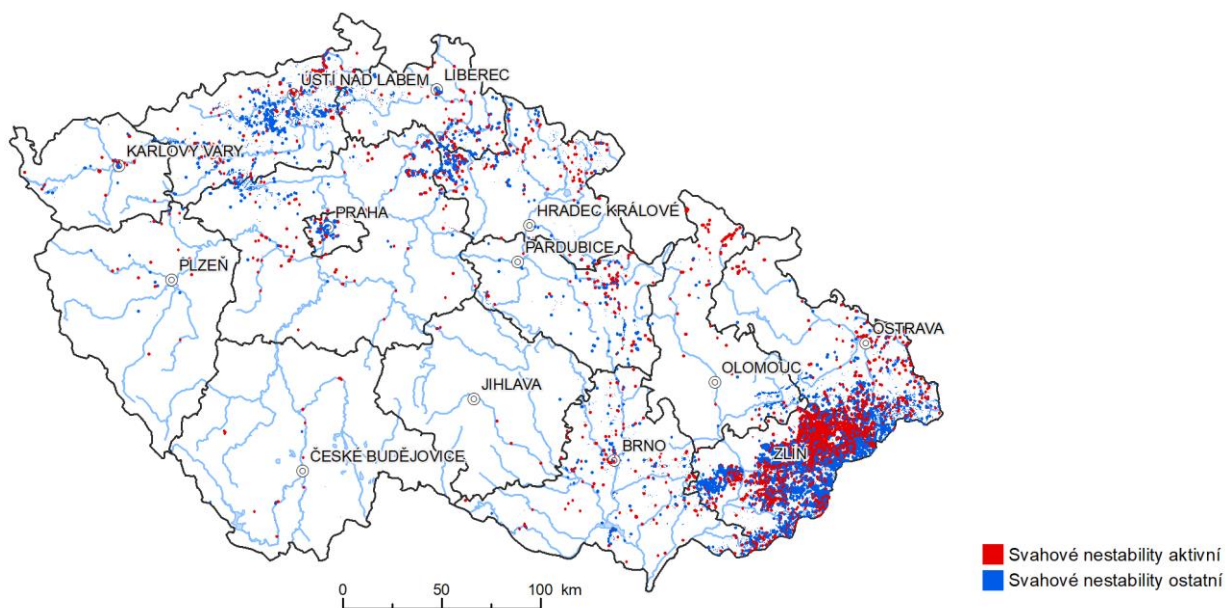 ÚSTÍ NAD LABEM
LIBEREC
KARLOVY VARY
PRAHA
HRADEC KRÁLOVÉ
PARDUBICE
PLZEŇ
OSTRAVA
OLOMOUC
JIHLAVA
BRNO
ZLÍN
ČESKÉ BUDĚJOVICE
Svahové nestability aktivní
Svahové nestability ostatní
0 50 100 km